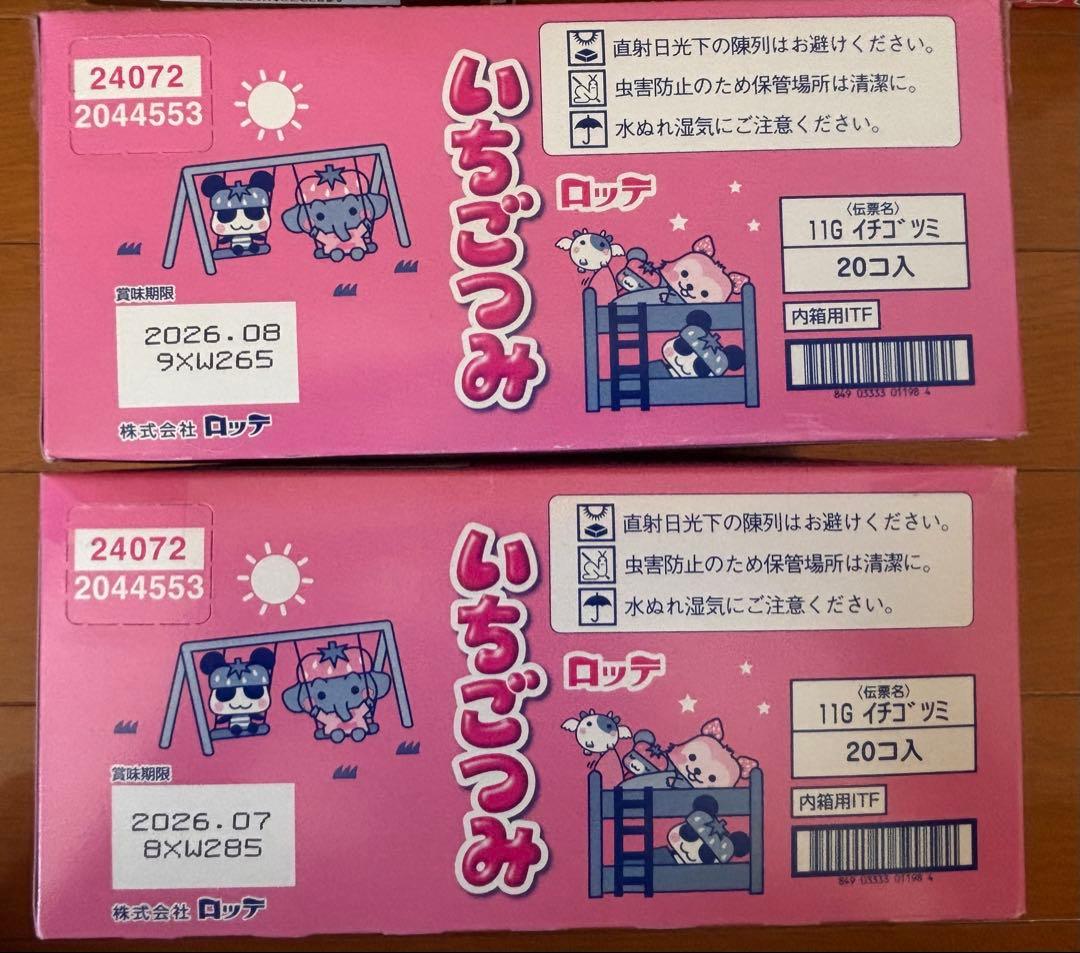 24072
2044553
いちごつみ
直射日光下の陳列はお避けください。
虫害防止のため保管場所は清潔に。
水ぬれ湿気にご注意ください。
ロッテ
〈伝票名〉
11G イチゴツミ
20コ入
内箱用ITF
849 03333 01198 4
賞味期限
2026.08
9XW265
株式会社 ロッテ
24072
2044553
いちごつみ
直射日光下の陳列はお避けください。
虫害防止のため保管場所は清潔に。
水ぬれ湿気にご注意ください。
ロッテ
〈伝票名〉
11G イチゴツミ
20コ入
内箱用ITF
849 03333 01198 4
賞味期限
2026.07
8XW285
株式会社 ロッテ